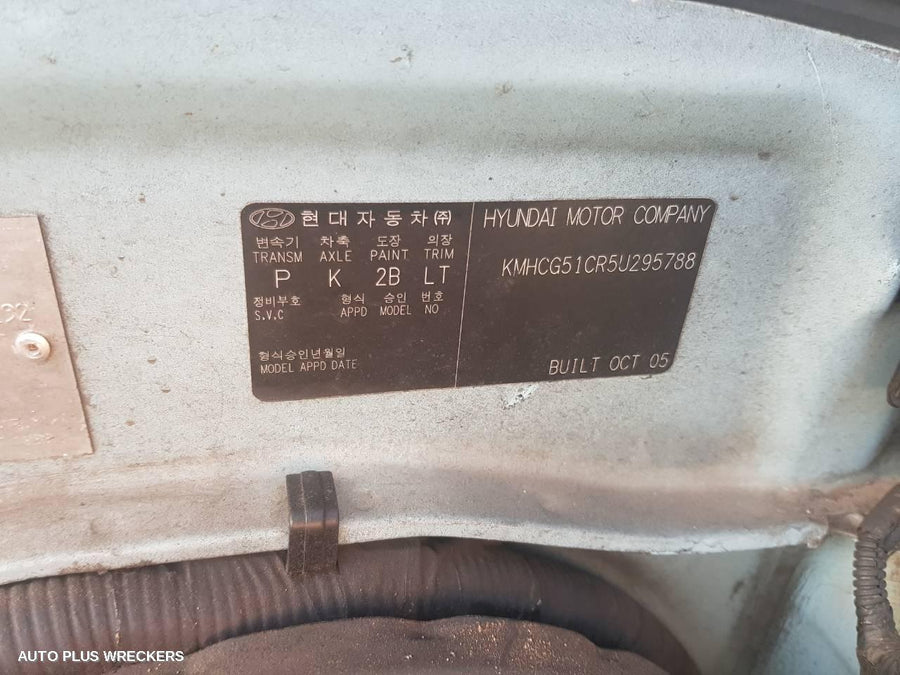 현대자동차㈜
변속기 차축 도장 의장
TRANSM AXLE PAINT TRIM
P K 2B LT
정비부호 형식 승인 번호
S.V.C APPD MODEL NO
형식승인년월일
MODEL APPD DATE
HYUNDAI MOTOR COMPANY
KMHCG51CR5U295788
BUILT OCT 05
AUTO PLUS WRECKERS